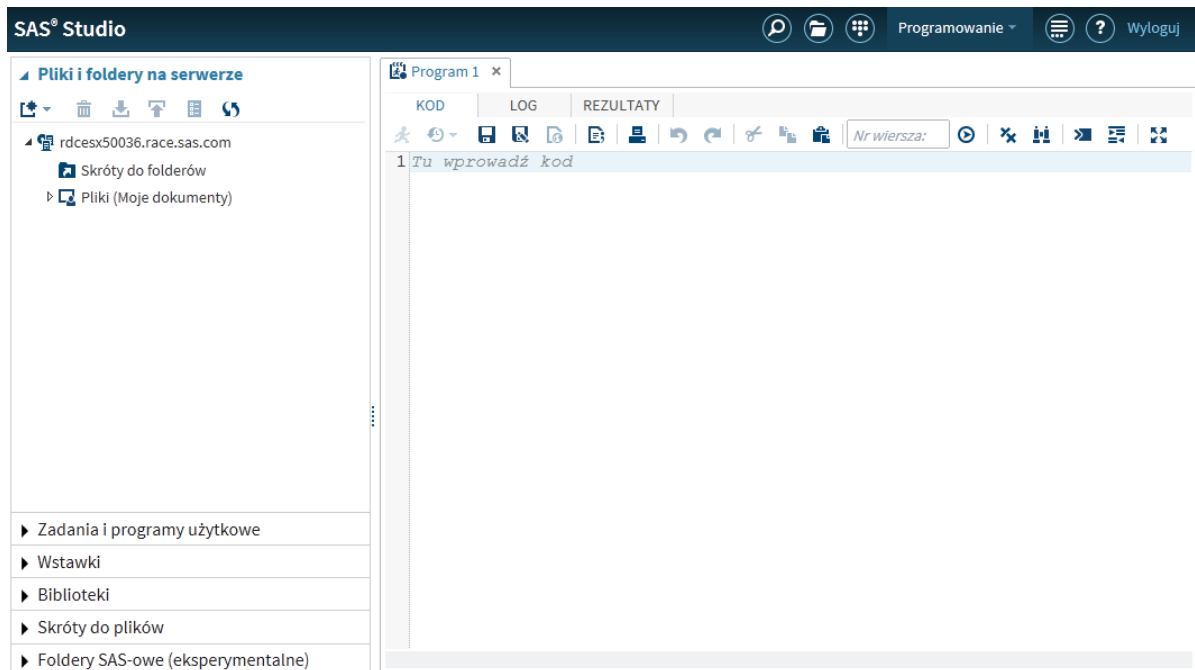 SAS® Studio
Programowanie
Wyloguj
Pliki i foldery na serwerze
rdcesx50036.race.sas.com
Skróty do folderów
Pliki (Moje dokumenty)
Zadania i programy użytkowe
Wstawki
Biblioteki
Skróty do plików
Foldery SAS-owe (eksperymentalne)
Program 1 ×
KOD LOG REZULTATY
Nr wiersza:
1 Tu wprowadź kod